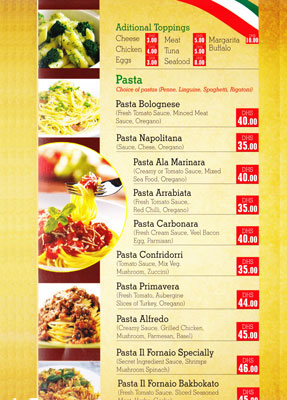 Aditional Toppings
Cheese 3.00 Meat 5.00 Margarita 10.00
Chicken 4.00 Tuna 5.00 Buffalo
Eggs 2.00 Seafood 8.00
Pasta
Choice of pastas (Penne, Linguine, Spaghetti, Rigatoni)
Pasta Bolognese
(Fresh Tomato Sauce, Minced Meat
Sauce, Oregano)
DHS
40.00
Pasta Napolitana
(Sauce, Chese, Oregano)
DHS
35.00
Pasta Ala Marinara
(Creamy or Tomato Sauce, Mixed
Sea Food, Oregano)
DHS
40.00
Pasta Arrabiata
(Fresh Tomato Sauce,
Red Chilli, Oregano)
DHS
35.00
Pasta Carbonara
(Fresh Cream Sauce, Veel Bacon
Egg, Parmisan)
DHS
40.00
Pasta Confridorri
(Tomato Sauce, Mix Veg.
Mushroom, Zuccini)
DHS
35.00
Pasta Primavera
(Fresh Tomato, Aubergine
Slices of Turkey, Oregano)
DHS
44.00
Pasta Alfredo
(Creamy Sauce, Grilled Chicken,
Mushroom, Parmesan, Basel)
DHS
45.00
Pasta Il Fornaio Specially
(Secret Ingredient Sauce, Shrimps
Mushroom Spinach)
DHS
46.00
Pasta Il Fornaio Bakbokato
(Fresh Tomato Sauce, Sliced Seasoned
DHS
45.00